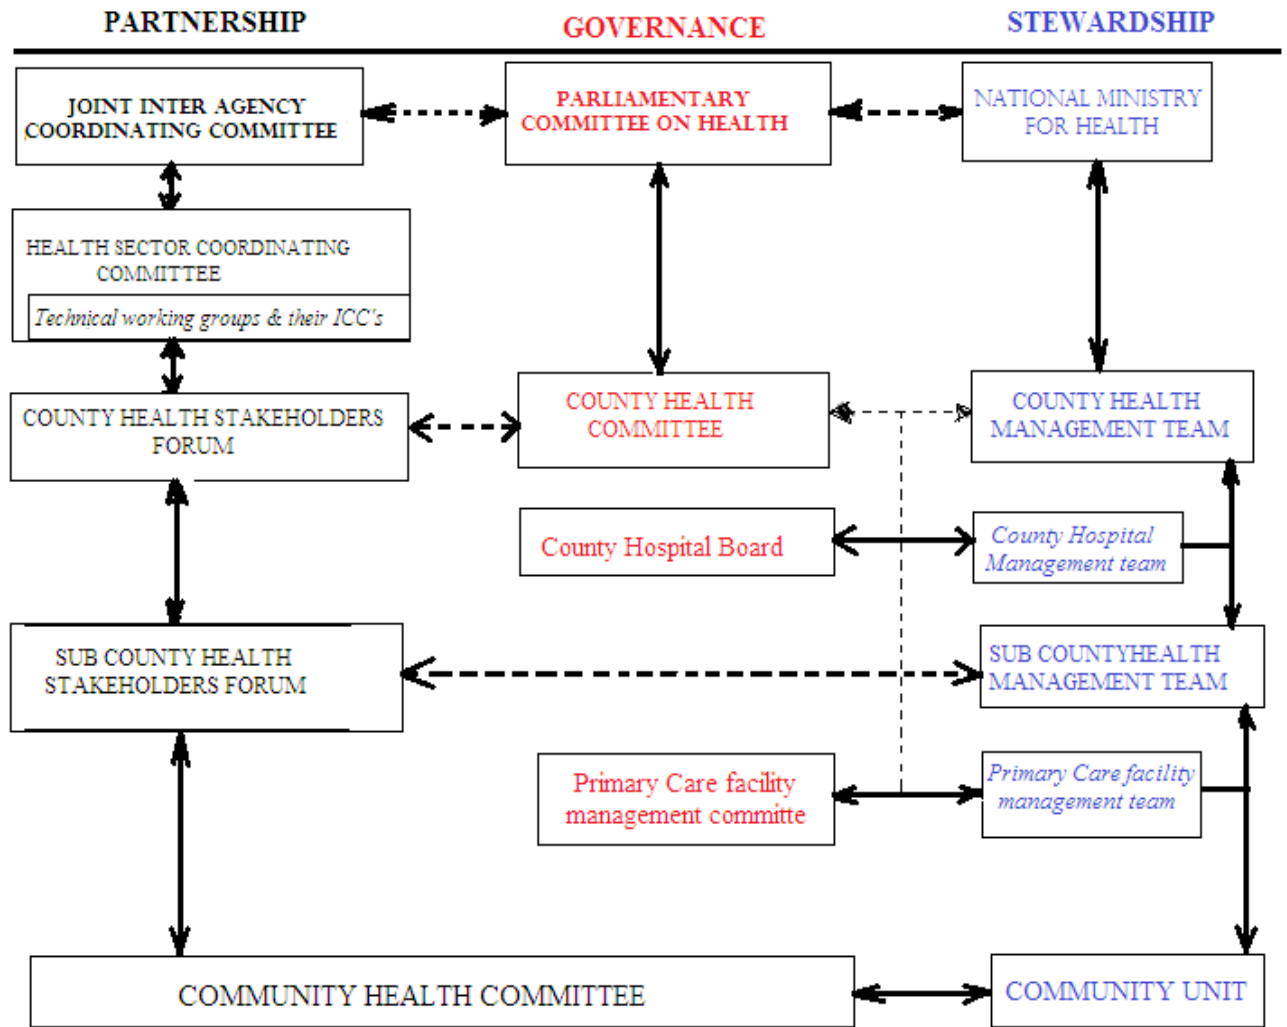 PARTNERSHIP
GOVERNANCE
STEWARDSHIP
JOINT INTER AGENCY
COORDINATING COMMITTEE
PARLIAMENTARY
COMMITTEE ON HEALTH
NATIONAL MINISTRY
FOR HEALTH
HEALTH SECTOR COORDINATING
COMMITTEE
Technical working groups & their ICC's
COUNTY HEALTH STAKEHOLDERS
FORUM
COUNTY HEALTH
COMMITTEE
COUNTY HEALTH
MANAGEMENT TEAM
County Hospital Board
County Hospital
Management team
SUB COUNTY HEALTH
STAKEHOLDERS FORUM
SUB COUNTYHEALTH
MANAGEMENT TEAM
Primary Care facility
management committe
Primary Care facility
management team
COMMUNITY HEALTH COMMITTEE
COMMUNITY UNIT